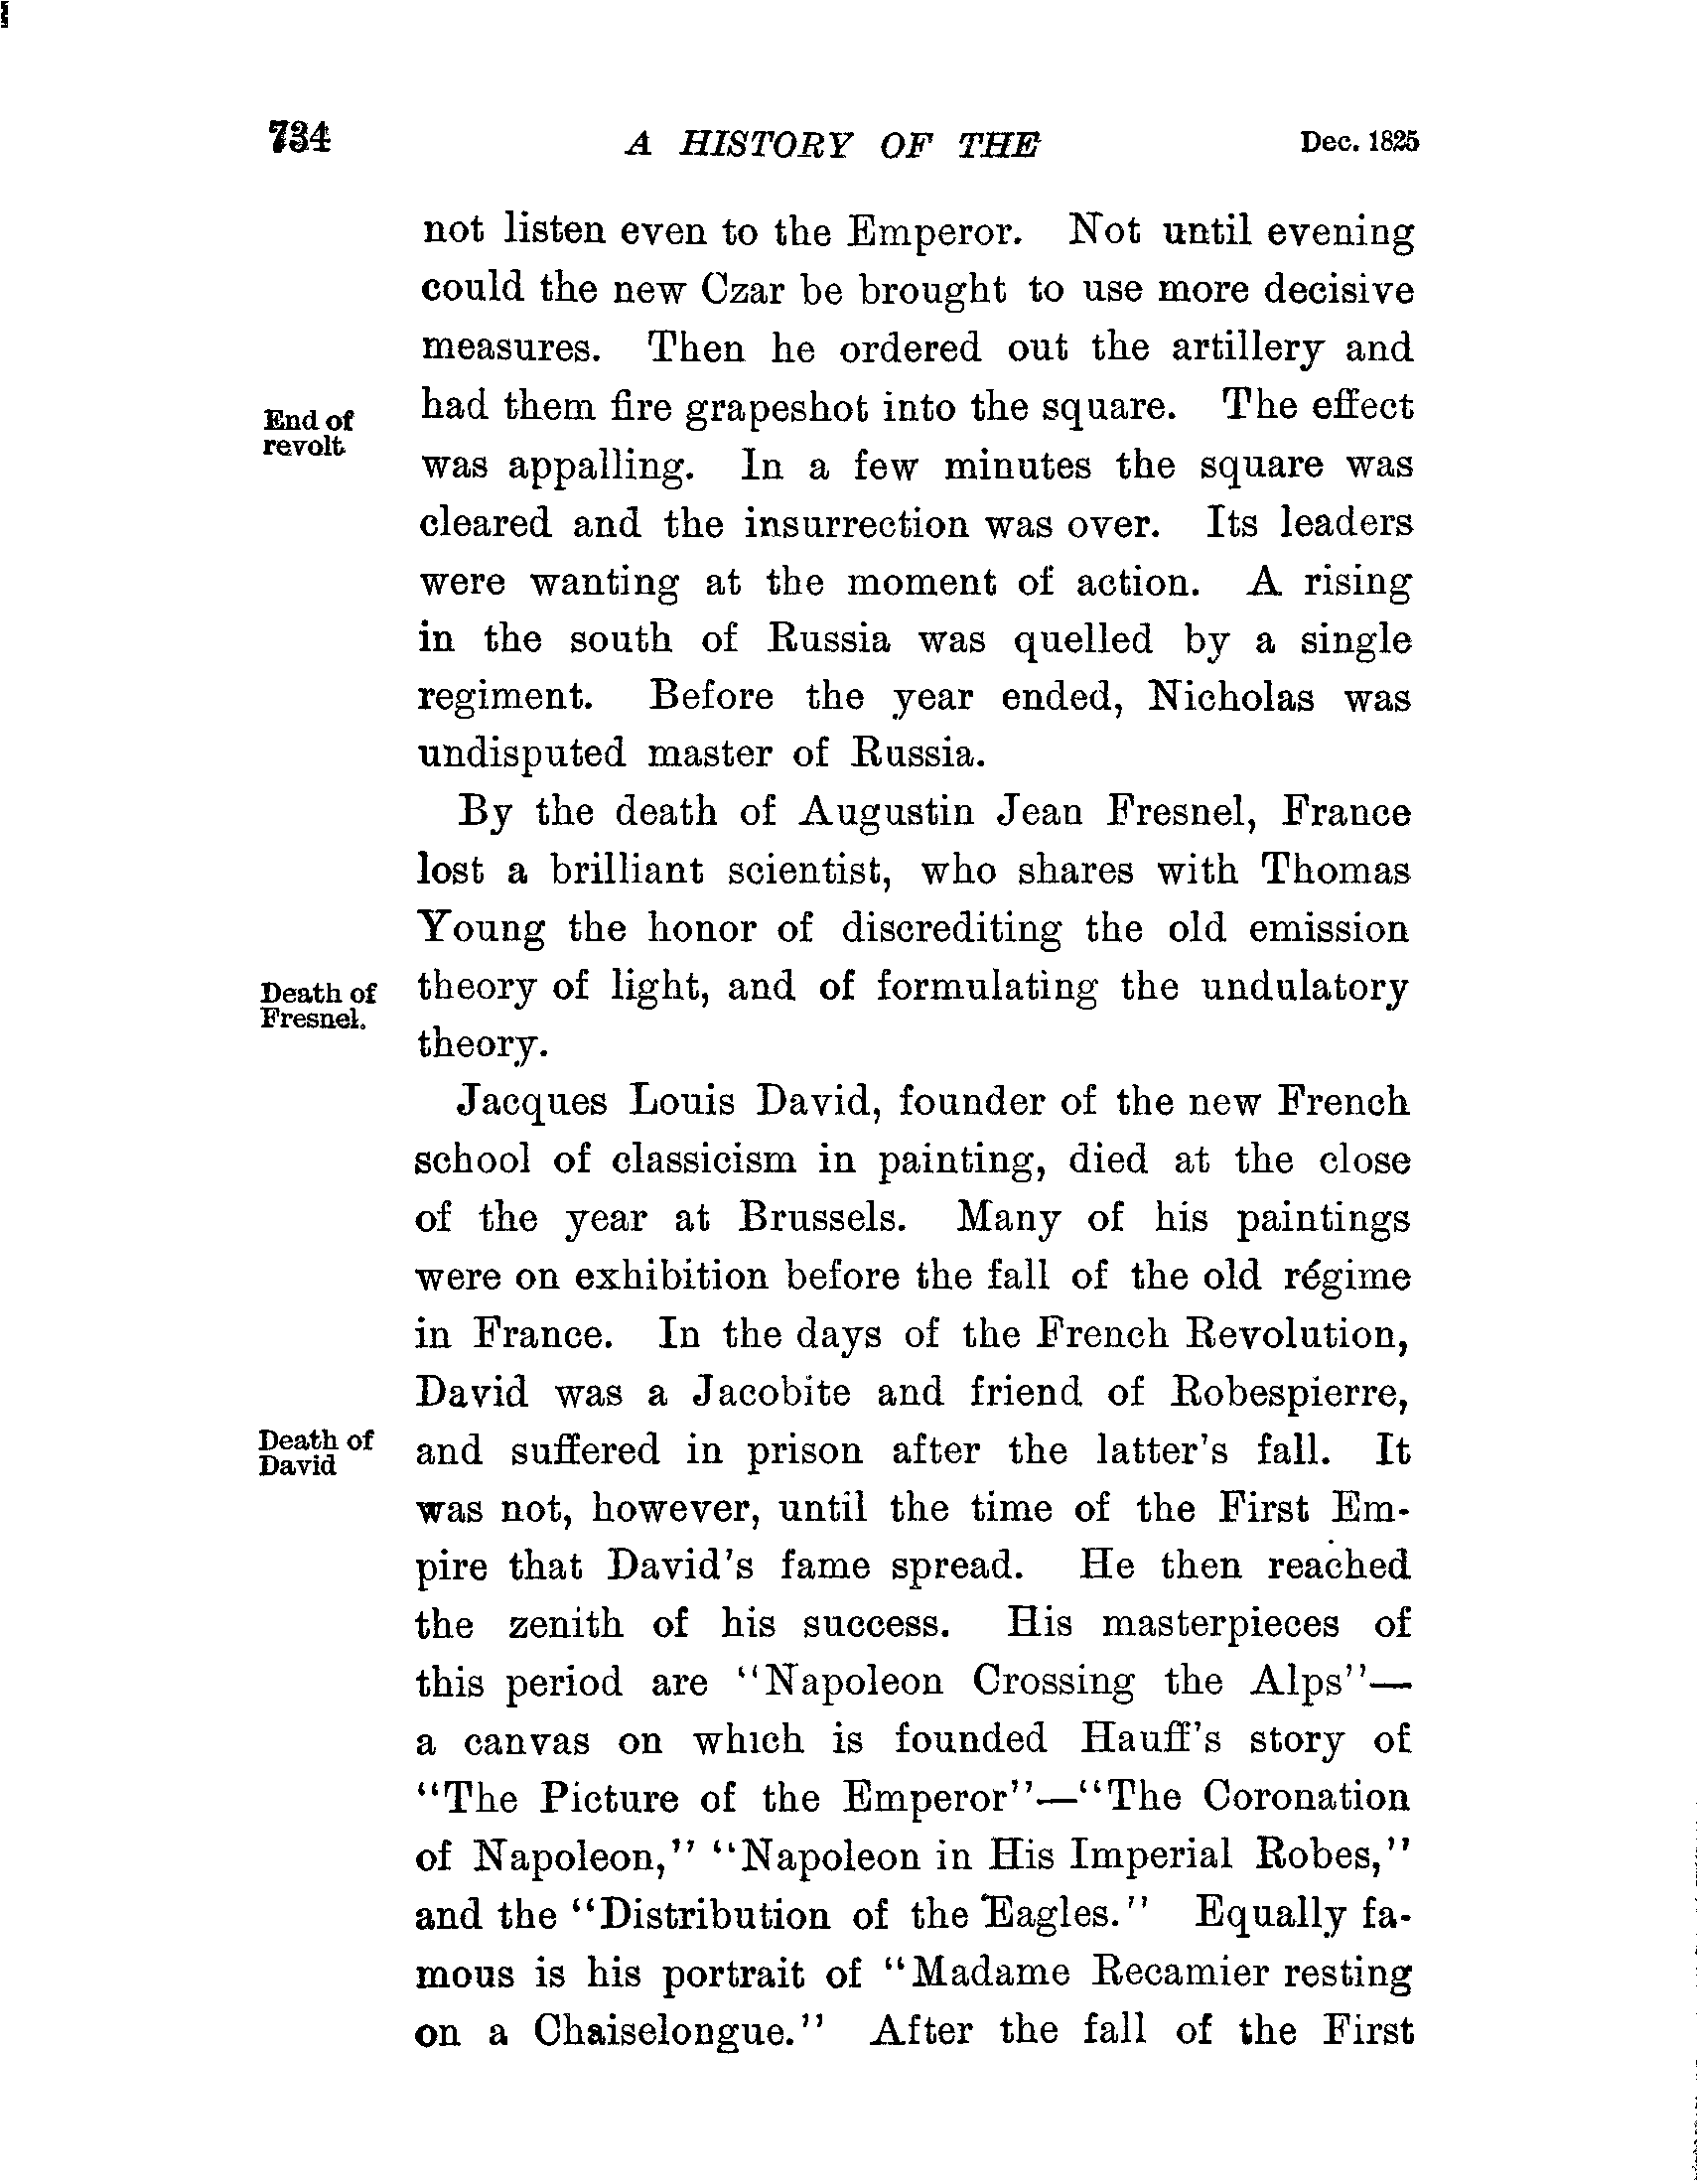 734 A HISTORY OF THE Dec. 1825
not listen even to the Emperor. Not until evening
could the new Czar be brought to use more decisive
measures. Then he ordered out the artillery and
End of
revolt
had them fire grapeshot into the square. The effect
was appalling. In a few minutes the square was
cleared and the insurrection was over. Its leaders
were wanting at the moment of action. A rising
in the south of Russia was quelled by a single
regiment. Before the year ended, Nicholas was
undisputed master of Russia.
By the death of Augustin Jean Fresnel, France
lost a brilliant scientist, who shares with Thomas
Young the honor of discrediting the old emission
Death of
Fresnel.
theory of light, and of formulating the undulatory
theory.
Jacques Louis David, founder of the new French
school of classicism in painting, died at the close
of the year at Brussels. Many of his paintings
were on exhibition before the fall of the old régime
in France. In the days of the French Revolution,
David was a Jacobite and friend of Robespierre,
Death of
David
and suffered in prison after the latter's fall. It
was not, however, until the time of the First Em-
pire that David's fame spread. He then reached
the zenith of his success. His masterpieces of
this period are "Napoleon Crossing the Alps"—
a canvas on which is founded Hauff's story of
"The Picture of the Emperor"—"The Coronation
of Napoleon," "Napoleon in His Imperial Robes,"
and the "Distribution of the Eagles." Equally fa-
mous is his portrait of "Madame Recamier resting
on a Chaiselongue." After the fall of the First